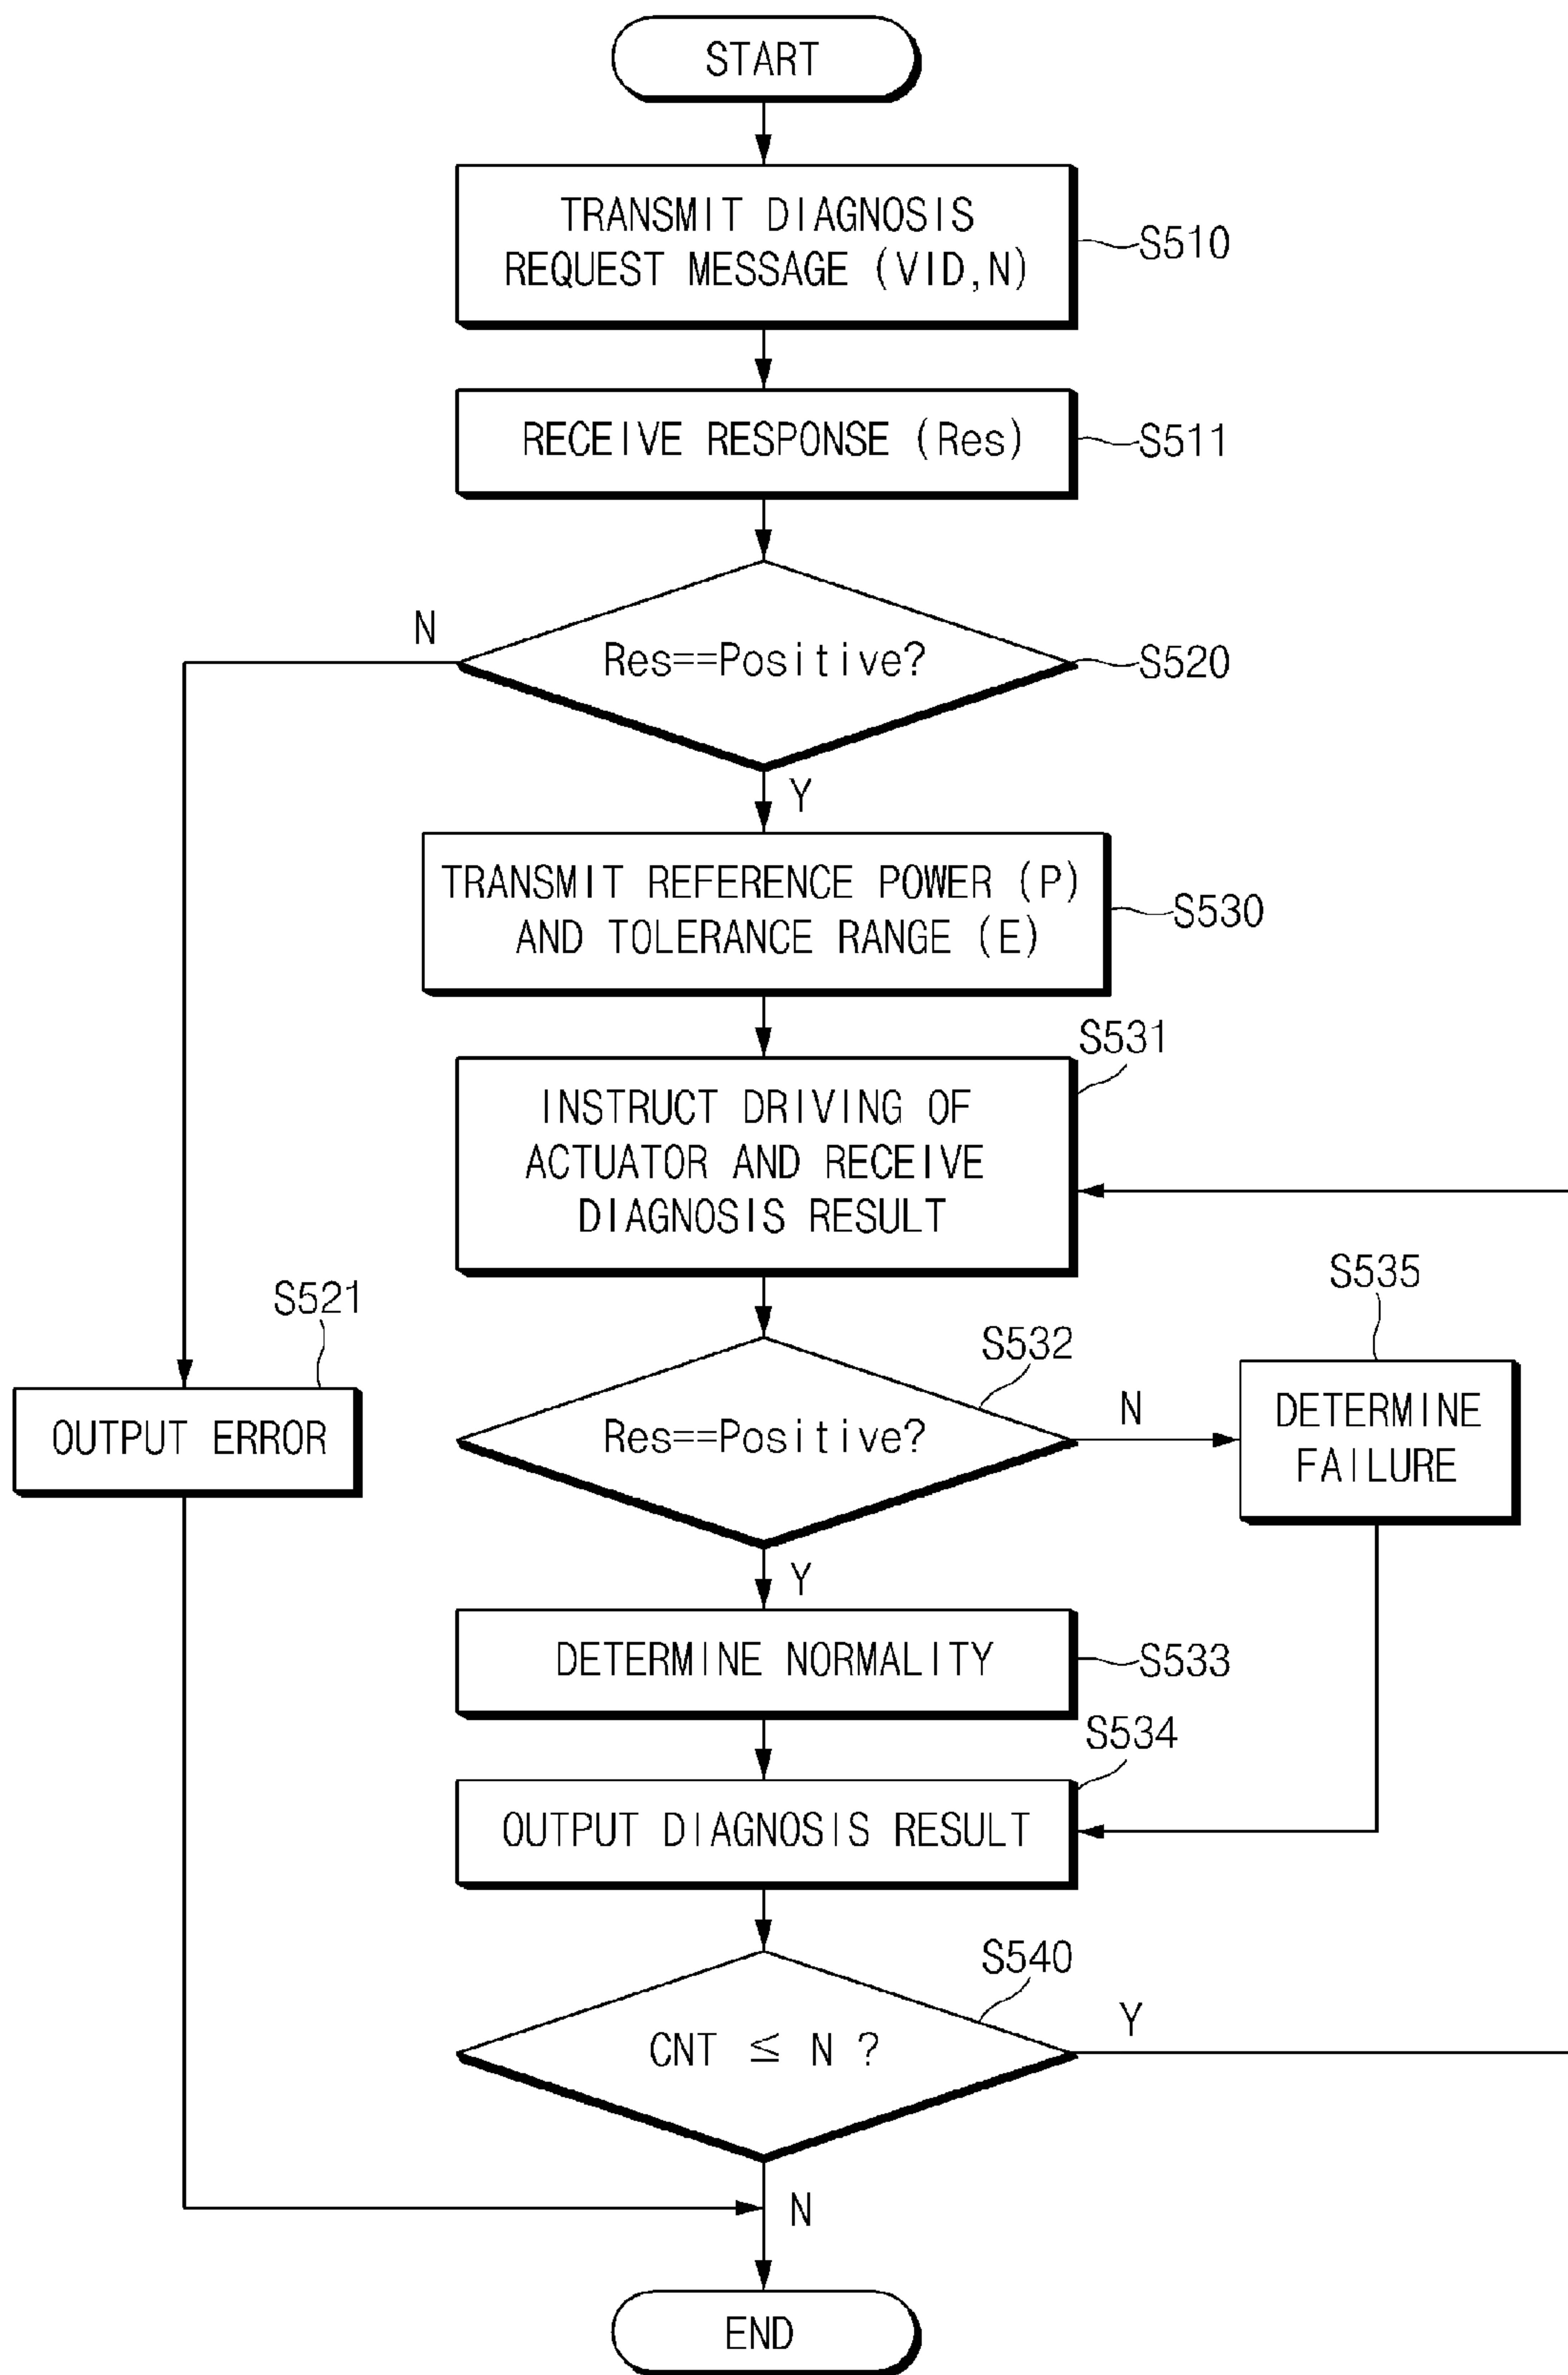 START
TRANSMIT DIAGNOSIS
REQUEST MESSAGE (VID,N)
S510
RECEIVE RESPONSE (Res)
S511
N
Res==Positive?
S520
Y
TRANSMIT REFERENCE POWER (P)
AND TOLERANCE RANGE (E)
S530
S531
INSTRUCT DRIVING OF
ACTUATOR AND RECEIVE
DIAGNOSIS RESULT
S521
OUTPUT ERROR
S532
Res==Positive?
N
S535
DETERMINE
FAILURE
Y
DETERMINE NORMALITY
S533
S534
OUTPUT DIAGNOSIS RESULT
S540
CNT ≤ N ?
Y
N
END